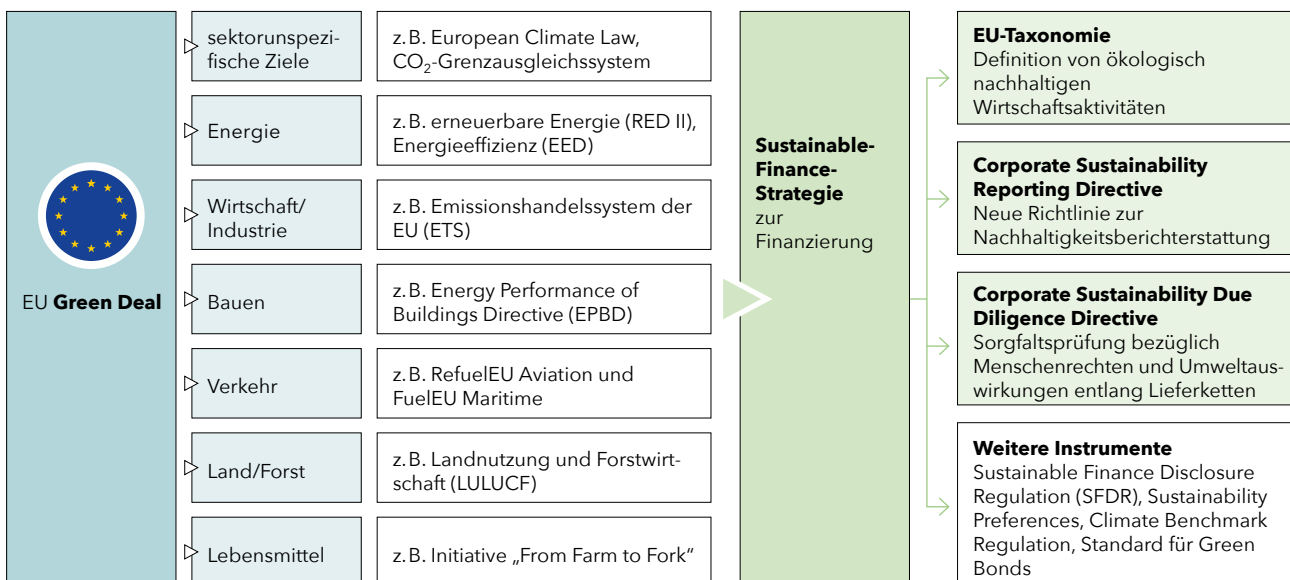 EU Green Deal
sektorunspezi-
fische Ziele
z. B. European Climate Law,
CO₂-Grenzausgleichssystem
Energie
z. B. erneuerbare Energie (RED II),
Energieeffizienz (EED)
Wirtschaft/
Industrie
z. B. Emissionshandelssystem der
EU (ETS)
Bauen
z. B. Energy Performance of
Buildings Directive (EPBD)
Verkehr
z. B. RefuelEU Aviation und
FuelEU Maritime
Land/Forst
z. B. Landnutzung und Forstwirt-
schaft (LULUCF)
Lebensmittel
z. B. Initiative „From Farm to Fork“
Sustainable-
Finance-
Strategie
zur
Finanzierung
EU-Taxonomie
Definition von ökologisch
nachhaltigen
Wirtschaftsaktivitäten
Corporate Sustainability
Reporting Directive
Neue Richtlinie zur
Nachhaltigkeitsberichterstattung
Corporate Sustainability Due
Diligence Directive
Sorgfaltsprüfung bezüglich
Menschenrechten und Umweltaus-
wirkungen entlang Lieferketten
Weitere Instrumente
Sustainable Finance Disclosure
Regulation (SFDR), Sustainability
Preferences, Climate Benchmark
Regulation, Standard für Green
Bonds